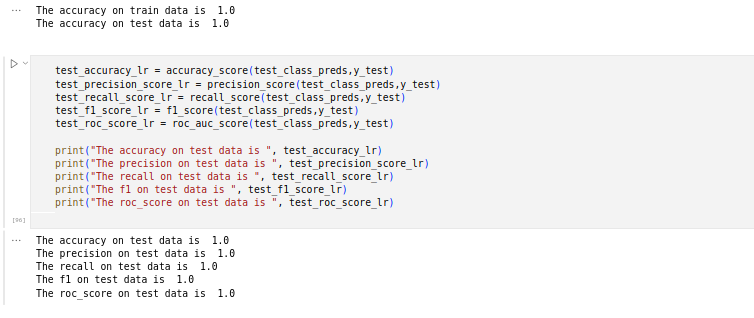 ... The accuracy on train data is  1.0
The accuracy on test data is  1.0
test_accuracy_lr = accuracy_score(test_class_preds,y_test)
test_precision_score_lr = precision_score(test_class_preds,y_test)
test_recall_score_lr = recall_score(test_class_preds,y_test)
test_f1_score_lr = f1_score(test_class_preds,y_test)
test_roc_score_lr = roc_auc_score(test_class_preds,y_test)
print("The accuracy on test data is ", test_accuracy_lr)
print("The precision on test data is ", test_precision_score_lr)
print("The recall on test data is ", test_recall_score_lr)
print("The f1 on test data is ", test_f1_score_lr)
print("The roc_score on test data is ", test_roc_score_lr)
[96]
... The accuracy on test data is  1.0
The precision on test data is  1.0
The recall on test data is  1.0
The f1 on test data is  1.0
The roc_score on test data is  1.0